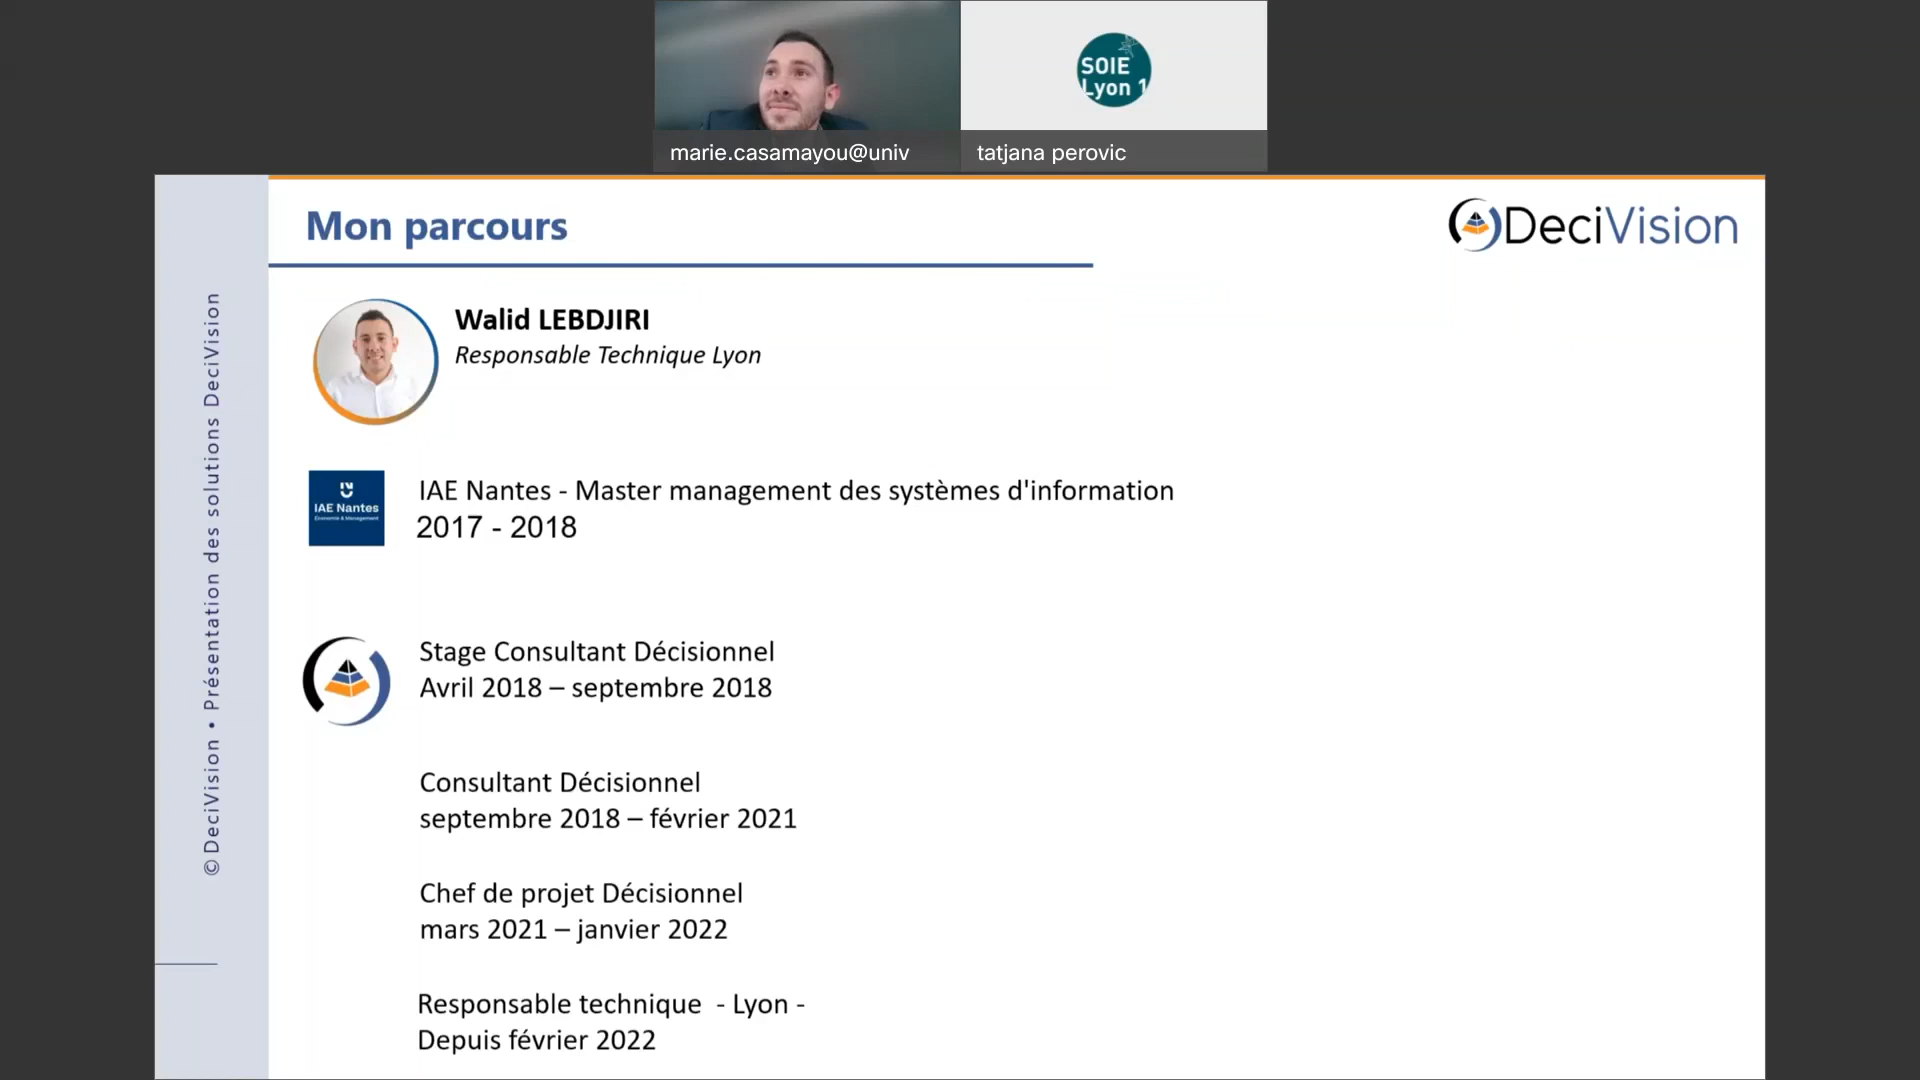 SOIE
Lyon 1
marie.casamayou@univ
tatjana perovic
Mon parcours
DeciVision
Walid LEBDJIRI
Responsable Technique Lyon
IAE Nantes
Économie & Management
IAE Nantes - Master management des systèmes d'information
2017 - 2018
Stage Consultant Décisionnel
Avril 2018 – septembre 2018
Consultant Décisionnel
septembre 2018 – février 2021
Chef de projet Décisionnel
mars 2021 – janvier 2022
Responsable technique  - Lyon -
Depuis février 2022
©DeciVision • Présentation des solutions DeciVision